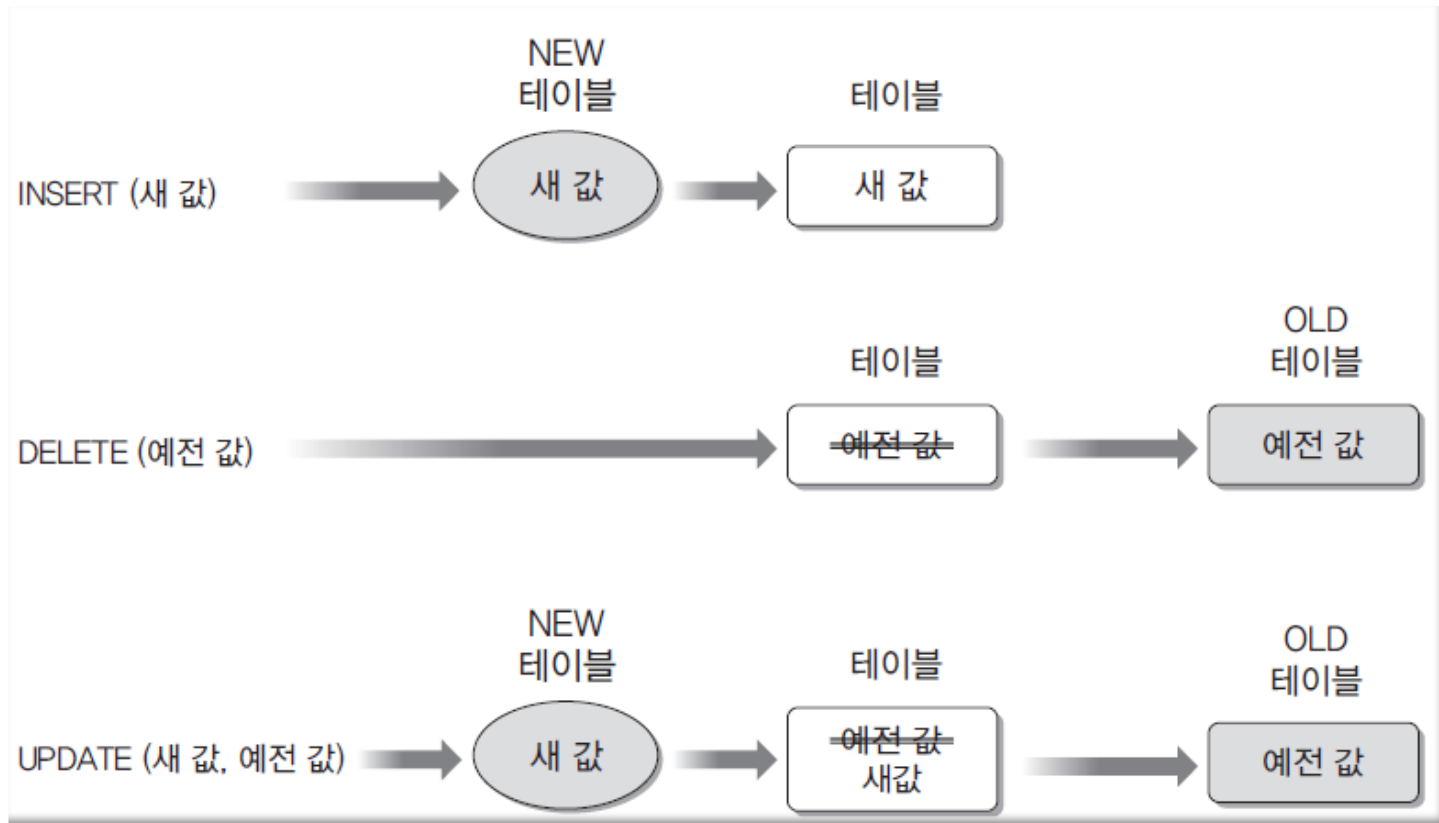 NEW
테이블
테이블
INSERT (새 값)
새 값
새 값
OLD
테이블
테이블
DELETE (예전 값)
예전 값
예전 값
NEW
테이블
테이블
OLD
테이블
UPDATE (새 값, 예전 값)
새 값
예전 값
새값
예전 값